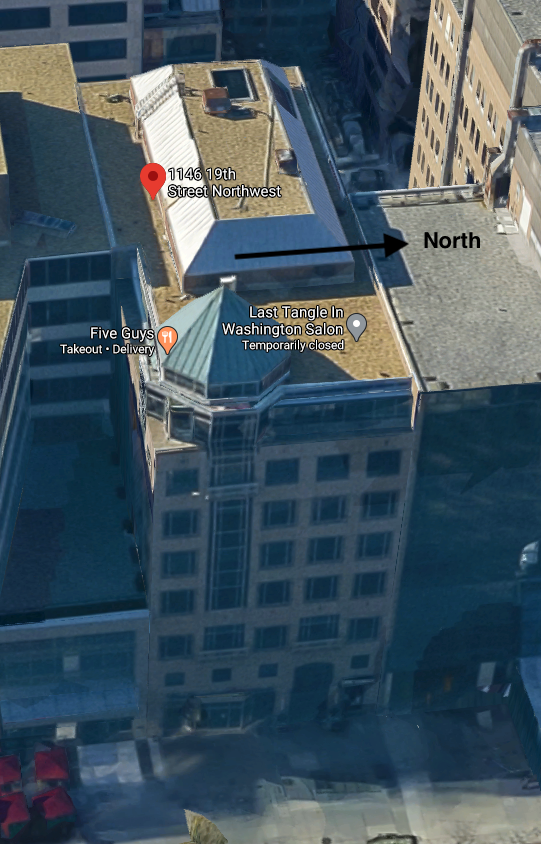 1146 19th
Street Northwest
North
Last Tangle In
Washington Salon
Temporarily closed
Five Guys
Takeout • Delivery